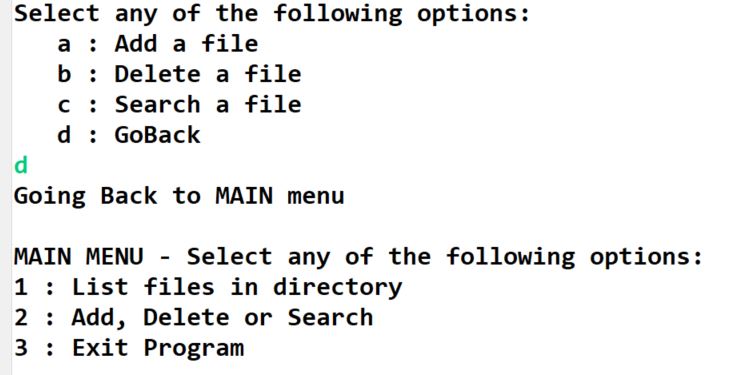 Select any of the following options:
a : Add a file
b : Delete a file
c : Search a file
d : GoBack
d
Going Back to MAIN menu
MAIN MENU - Select any of the following options:
1 : List files in directory
2 : Add, Delete or Search
3 : Exit Program